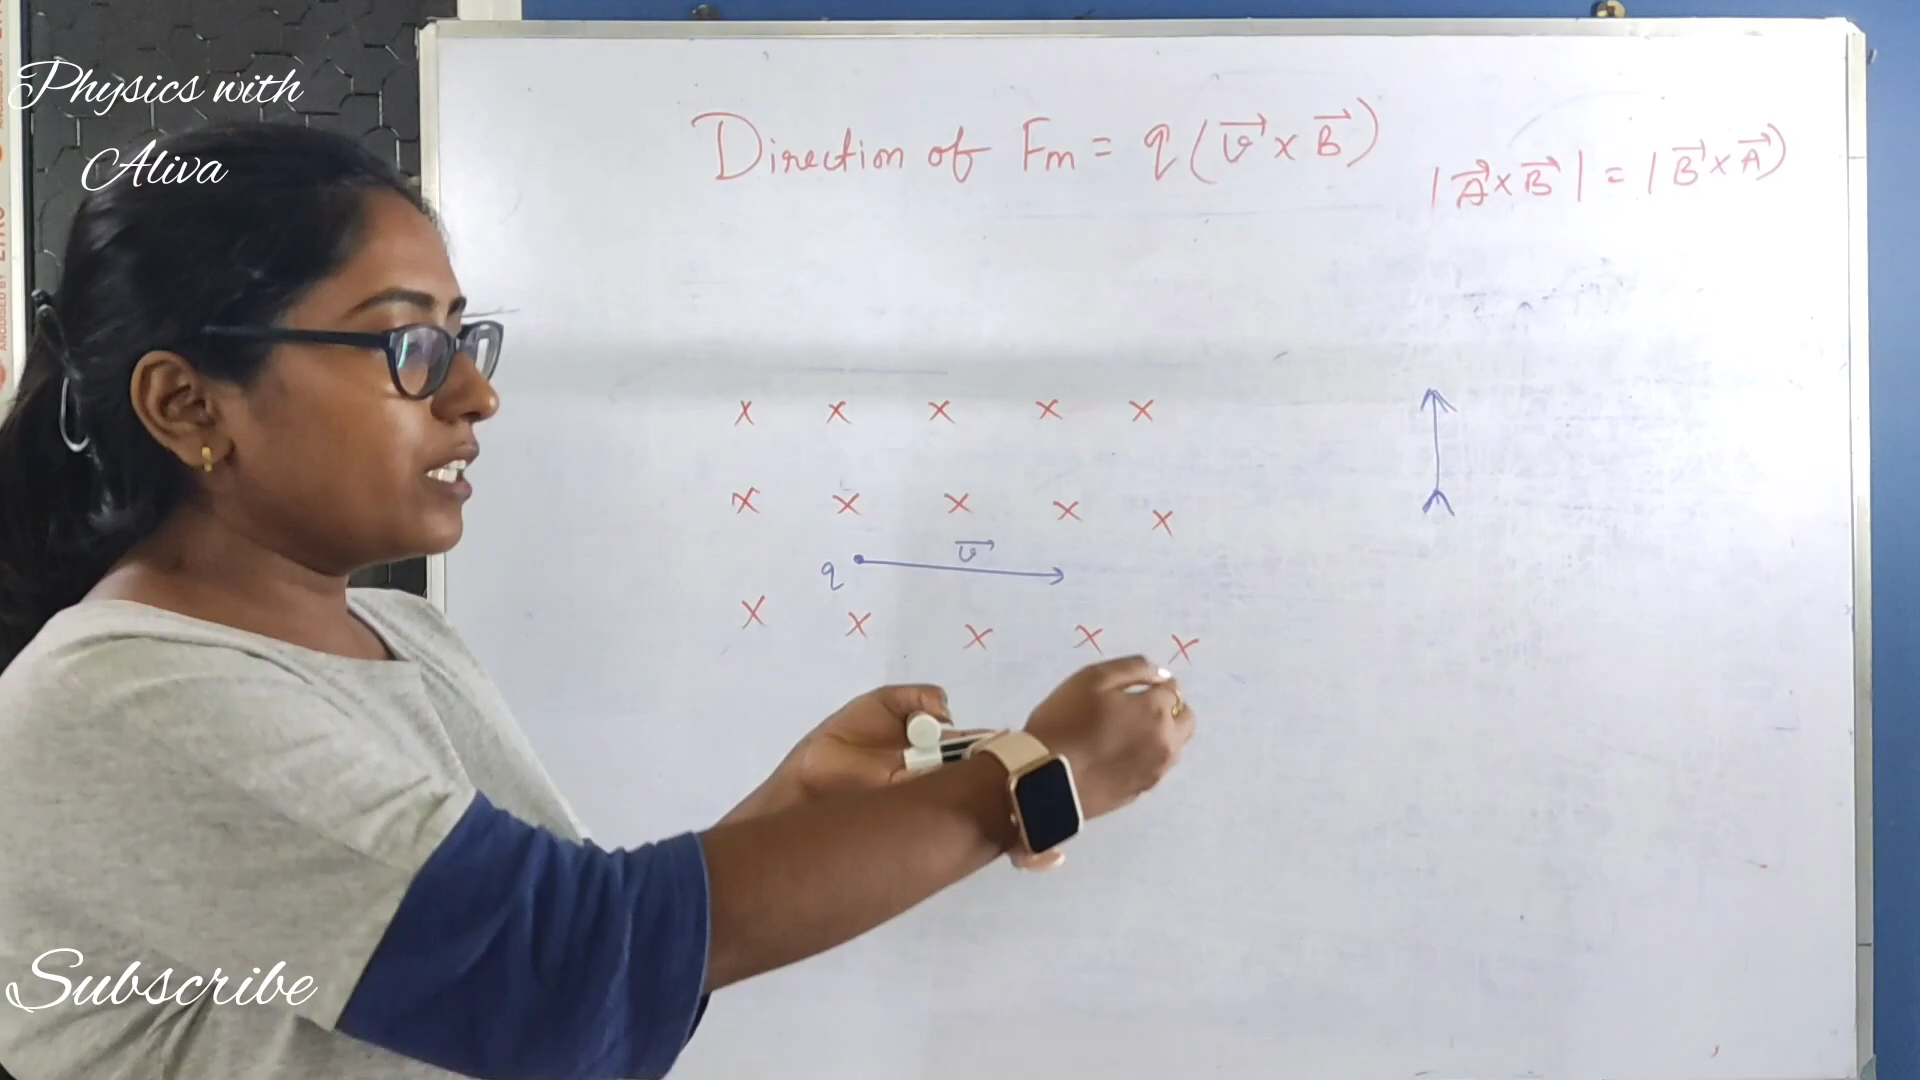 Physics with
Aliva
Direction of Fm = q ( v⃗ × B⃗ )
| A⃗ × B⃗ | = | B⃗ × A⃗ )
x x x x x
x x x x x
v⃗
q
x x x x x
Subscribe